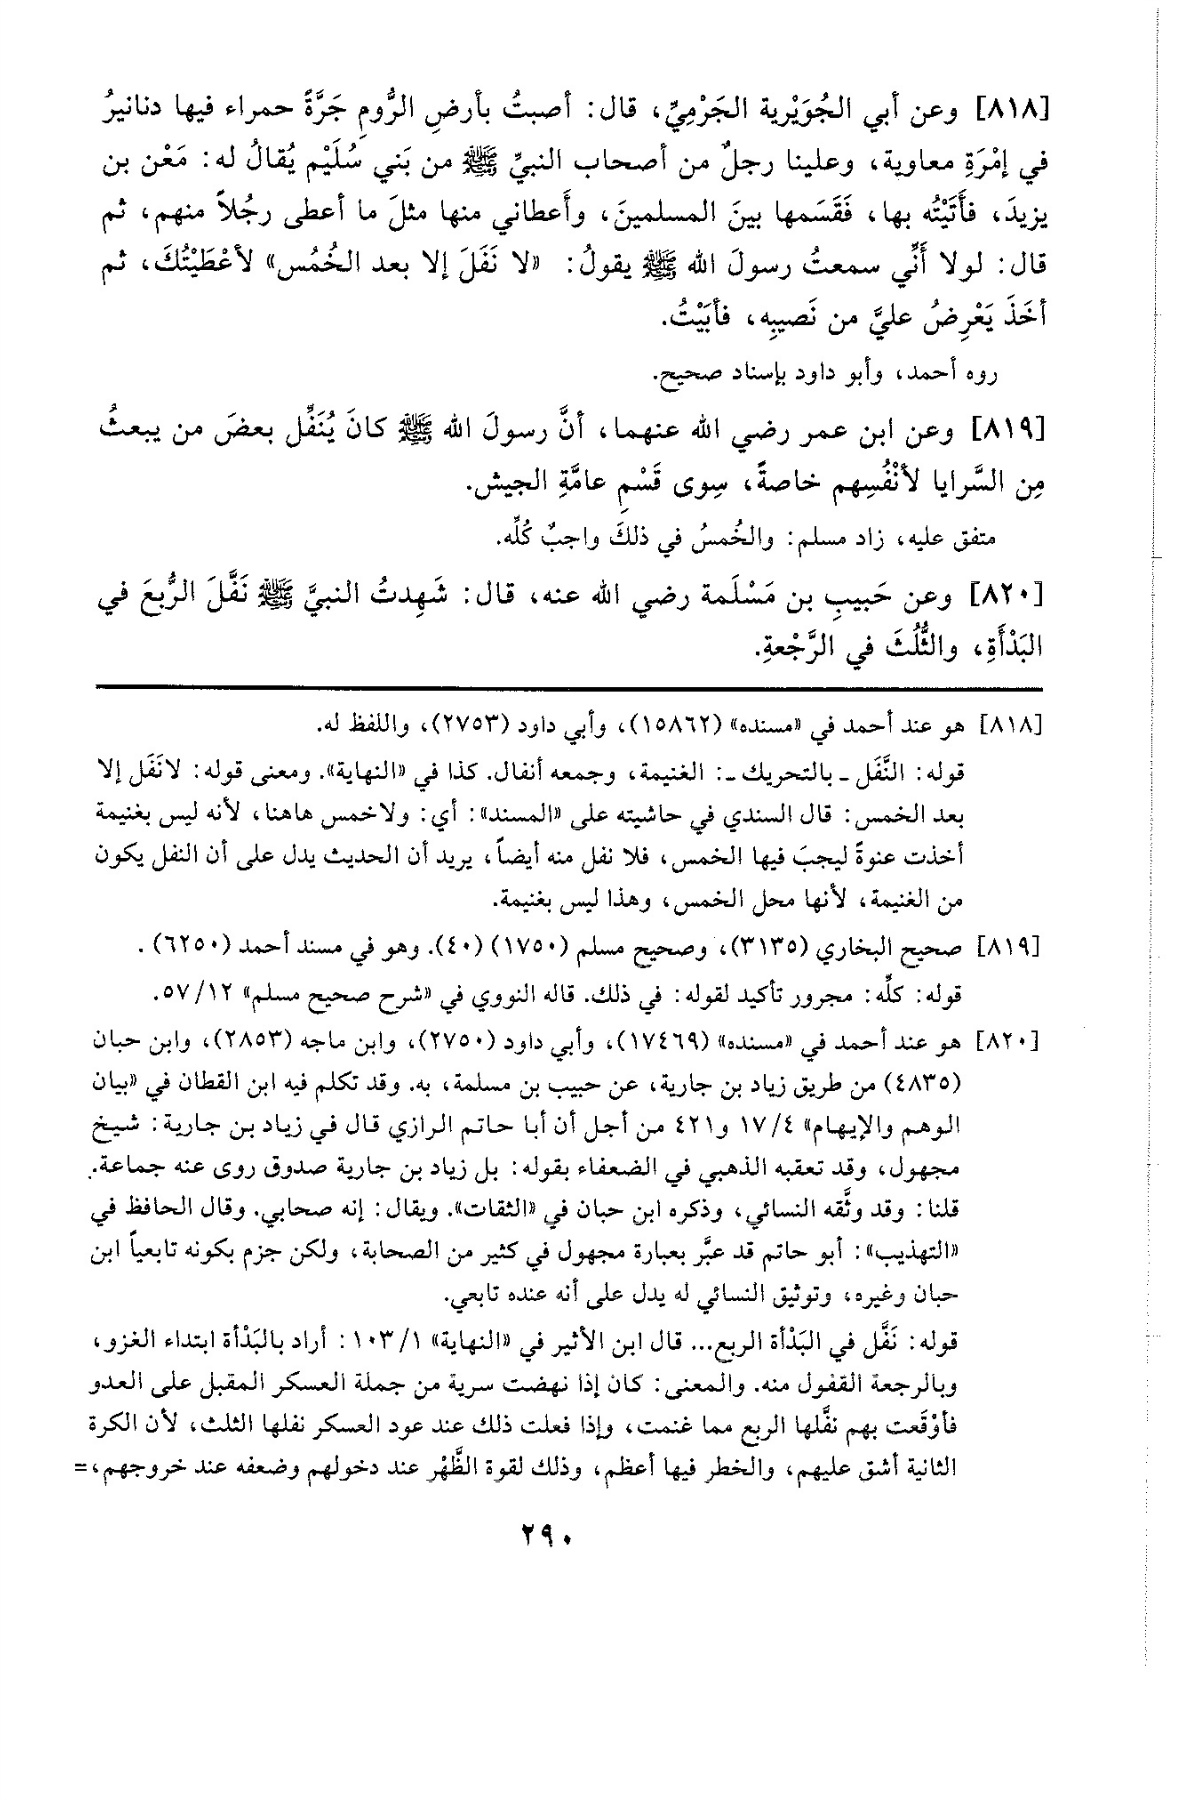 [٨١٨] وعن أبي الجُوَيْرية الجَرْميِّ، قال: أصبتُ بأرضِ الرُّومِ جَرَّةً حمراء فيها دنانيرُ
في إمْرَةِ معاوية، وعلينا رجلٌ من أصحاب النبيِّ ﷺ من بَني سُلَيْم يُقالُ له: مَعْن بن
يزيدَ، فأَتَيْتُه بها، فَقَسَمها بينَ المسلمينَ، وأَعطاني منها مثلَ ما أعطى رجُلاً منهم، ثم
قال: لولا أَنِّي سمعتُ رسولَ الله ﷺ يقولُ: «لا نَفَلَ إلا بعد الخُمُس» لأعْطَيْتُكَ، ثم
أخَذَ يَعْرِضُ عليَّ من نَصيبِه، فأبَيْتُ.
روه أحمد، وأبو داود بإسناد صحيح.
[٨١٩] وعن ابن عمر رضي الله عنهما، أنَّ رسولَ الله ﷺ كانَ يُنَفِّل بعضَ من يبعثُ
مِن السَّرايا لأنْفُسِهم خاصةً، سِوى قَسْمِ عامَّةِ الجيش.
متفق عليه، زاد مسلم: والخُمسُ في ذلكَ واجبٌ كُلِّه.
[٨٢٠] وعن حَبيبِ بن مَسْلَمة رضي الله عنه، قال: شَهِدتُ النبيَّ ﷺ نَفَّلَ الرُّبعَ في
البَدْأَةِ، والثُّلُثَ في الرَّجْعةِ.
[٨١٨] هو عند أحمد في «مسنده» (١٥٨٦٢)، وأبي داود (٢٧٥٣)، واللفظ له.
قوله: النَّفَل ـ بالتحريك ـ: الغنيمة، وجمعه أنفال. كذا في «النهاية». ومعنى قوله: لانَفَل إلا
بعد الخمس: قال السندي في حاشيته على «المسند»: أي: ولاخمس هاهنا، لأنه ليس بغنيمة
أخذت عنوةً ليجبَ فيها الخمس، فلا نفل منه أيضاً، يريد أن الحديث يدل على أن النفل يكون
من الغنيمة، لأنها محل الخمس، وهذا ليس بغنيمة.
[٨١٩] صحيح البخاري (٣١٣٥)، وصحيح مسلم (١٧٥٠) (٤٠). وهو في مسند أحمد (٦٢٥٠) .
قوله: كلِّه: مجرور تأكيد لقوله: في ذلك. قاله النووي في «شرح صحيح مسلم» ٥٧/١٢.
[٨٢٠] هو عند أحمد في «مسنده» (١٧٤٦٩)، وأبي داود (٢٧٥٠)، وابن ماجه (٢٨٥٣)، وابن حبان
(٤٨٣٥) من طريق زياد بن جارية، عن حبيب بن مسلمة، به. وقد تكلم فيه ابن القطان في «بيان
الوهم والإيهام» ١٧/٤ و٤٢١ من أجل أن أبا حاتم الرازي قال في زياد بن جارية: شيخ
مجهول، وقد تعقبه الذهبي في الضعفاء بقوله: بل زياد بن جارية صدوق روى عنه جماعة.
قلنا: وقد وثَّقه النسائي، وذكره ابن حبان في «الثقات». ويقال: إنه صحابي. وقال الحافظ في
«التهذيب»: أبو حاتم قد عبَّر بعبارة مجهول في كثير من الصحابة، ولكن جزم بكونه تابعياً ابن
حبان وغيره، وتوثيق النسائي له يدل على أنه عنده تابعي.
قوله: نَفَّل في البَدْأة الربع... قال ابن الأثير في «النهاية» ١٠٣/١: أراد بالبَدْأة ابتداء الغزو،
وبالرجعة القفول منه. والمعنى: كان إذا نهضت سرية من جملة العسكر المقبل على العدو
فأوْقَعت بهم نفَّلها الربع مما غنمت، وإذا فعلت ذلك عند عود العسكر نفلها الثلث، لأن الكرة
الثانية أشق عليهم، والخطر فيها أعظم، وذلك لقوة الظَّهْر عند دخولهم وضعفه عند خروجهم،=
٢٩٠